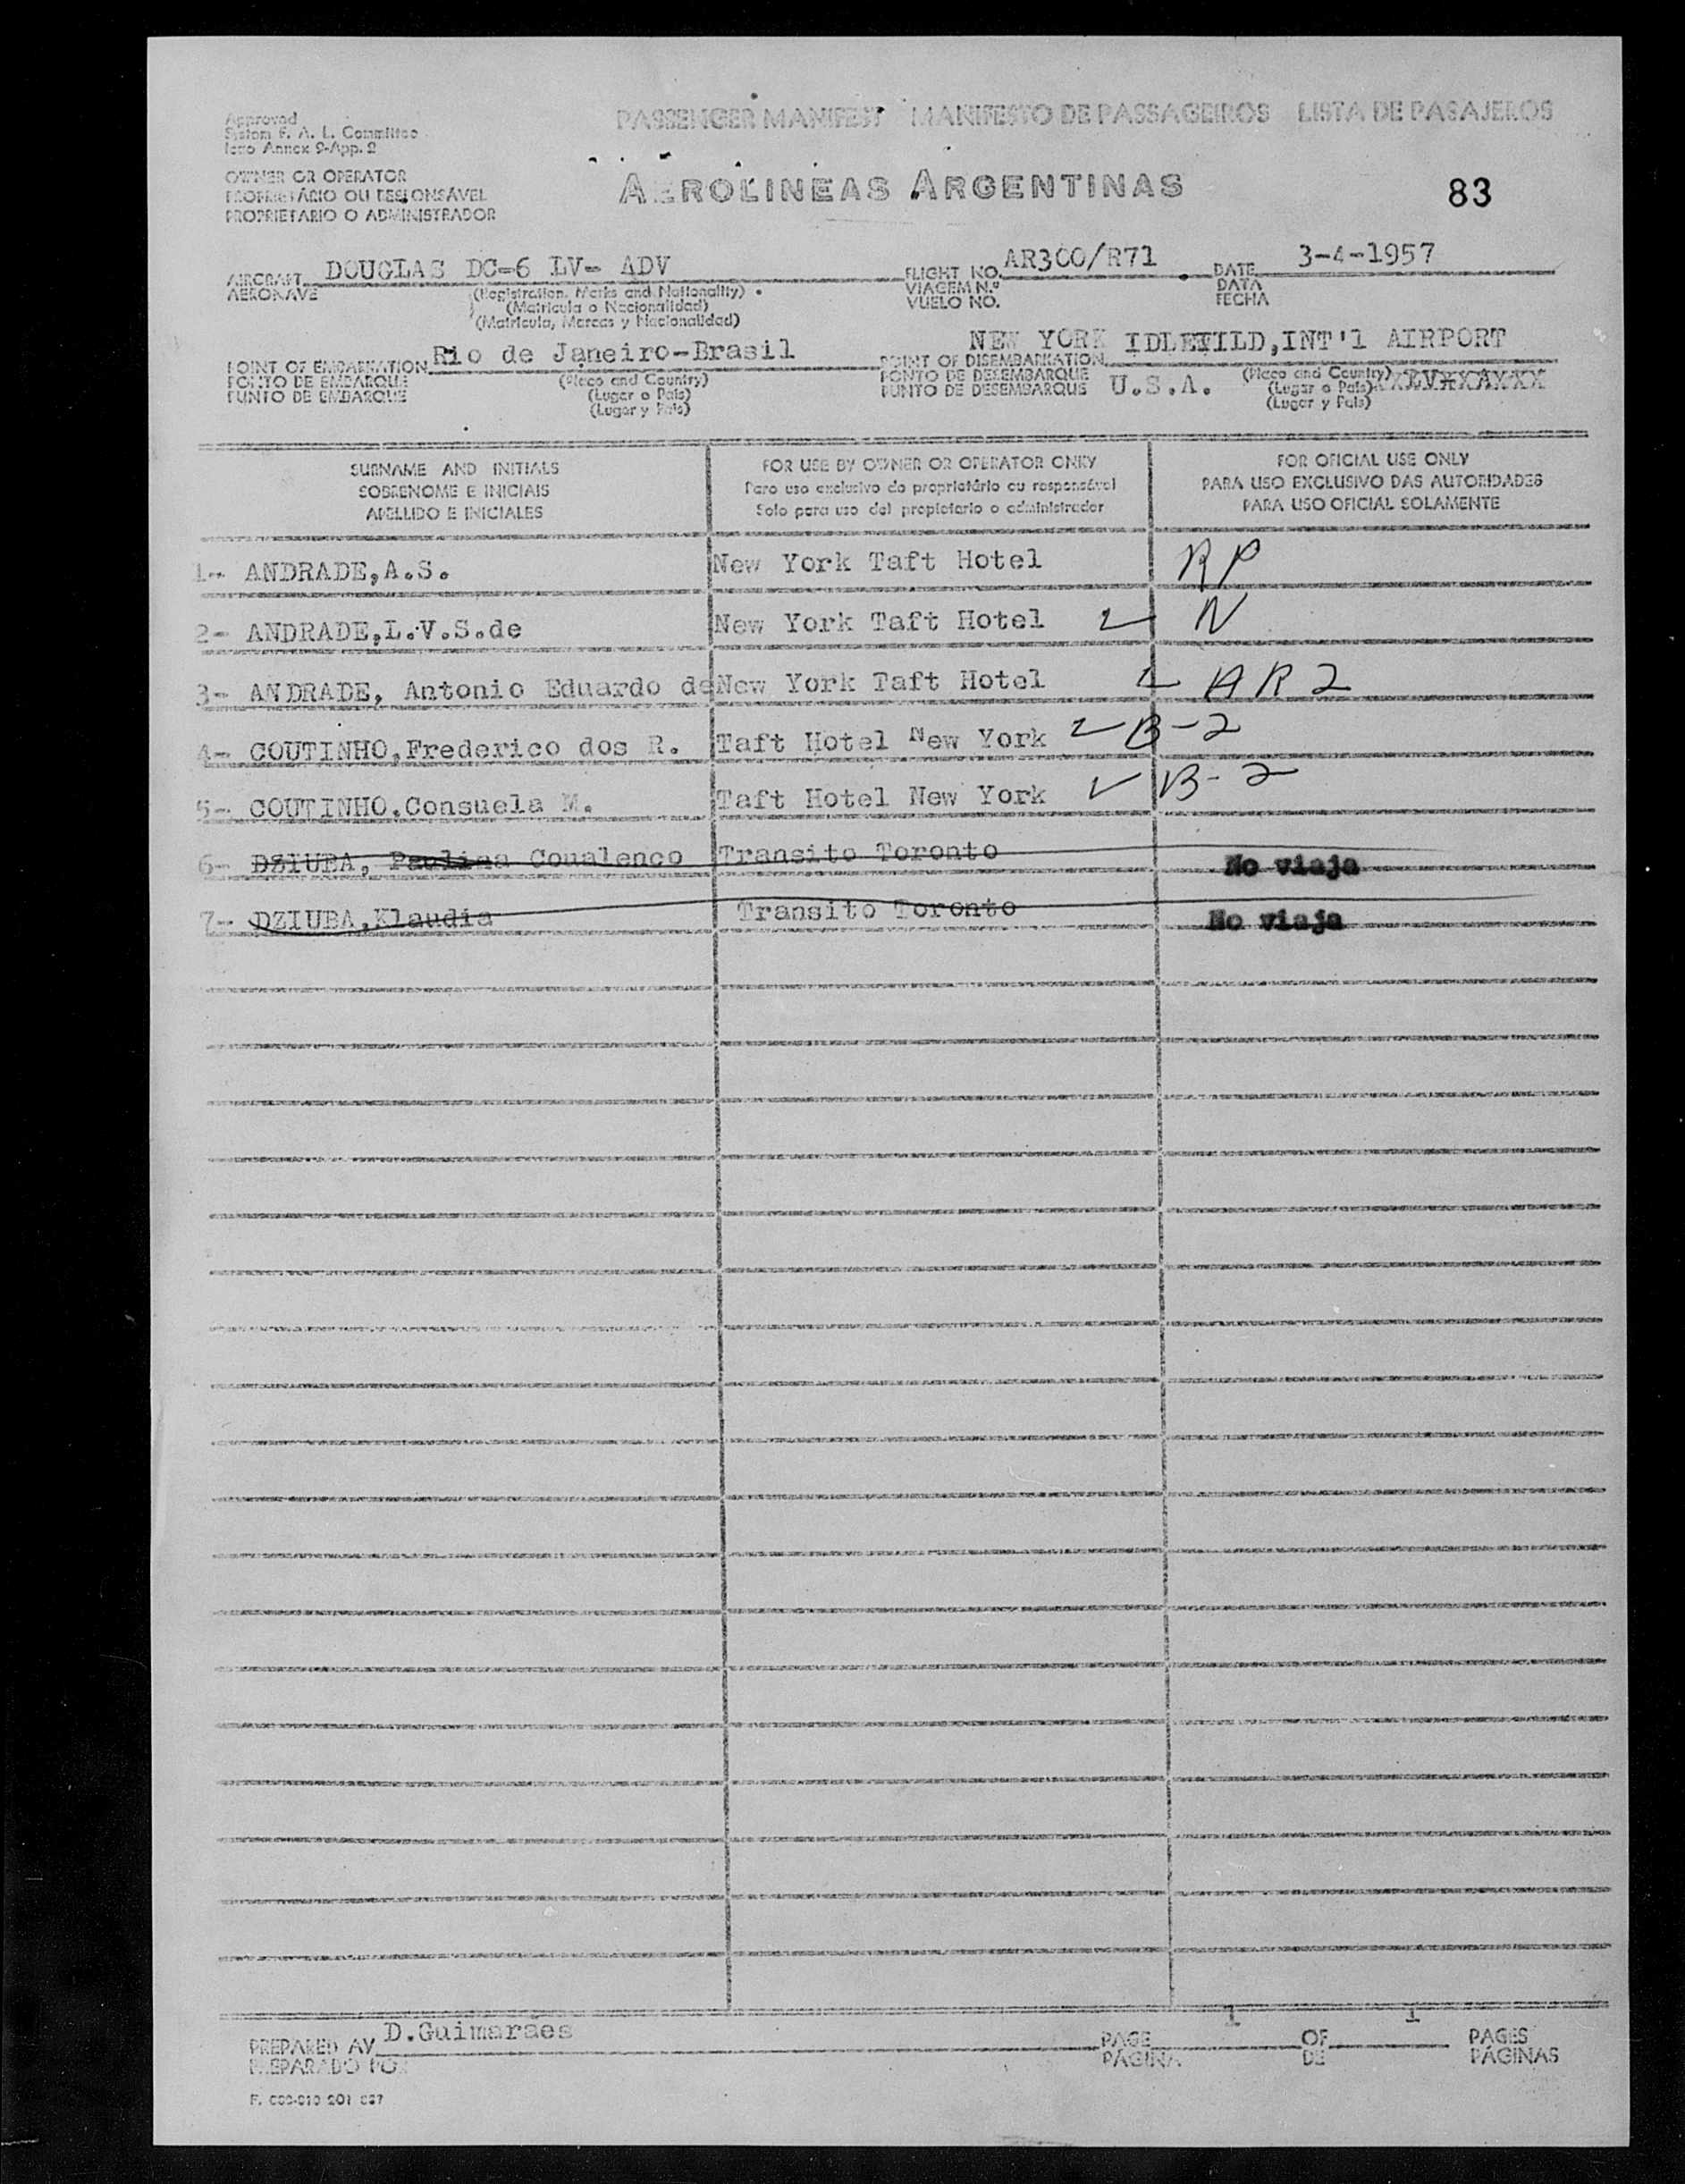 Approved
System F. A. L. Committee
Icao Annex 9-App. 2
PASSENGER MANIFEST MANIFESTO DE PASSAGEIROS LISTA DE PASAJEROS
OWNER OR OPERATOR
PROPRIETÁRIO OU RESPONSÁVEL
PROPRIETARIO O ADMINISTRADOR
AEROLINEAS ARGENTINAS
83
AIRCRAFT DOUGLAS DC-6 LV- ADV FLIGHT NO. AR300/R71 DATE 3-4-1957
AERONAVE (Registration, Marks and Nationality) VIAGEM N.º DATA
(Matricula o Nacionalidad) VUELO NO. FECHA
(Matricula, Marcas y Nacionalidad)
NEW YORK IDLETILD,INT'l AIRPORT
POINT OF EMBARKATION Rio de Janeiro-Brasil POINT OF DISEMBARKATION
PONTO DE EMBARQUE (Place and Country) PONTO DE DESEMBARQUE U.S.A. (Place and Country)
PUNTO DE EMBARQUE (Lugar o Pais) PUNTO DE DESEMBARQUE (Lugar o Pais)
(Lugar y Pais) (Lugar y Pais)
SURNAME AND INITIALS FOR USE BY OWNER OR OPERATOR ONKY FOR OFICIAL USE ONLY
SOBRENOME E INICIAIS Para uso exclusivo do proprietário ou responsável PARA USO EXCLUSIVO DAS AUTORIDADES
APELLIDO E INICIALES Solo para uso del propietario o administrador PARA USO OFICIAL SOLAMENTE
1- ANDRADE,A.S. New York Taft Hotel RP
2- ANDRADE,L.V.S.de New York Taft Hotel N
3- ANDRADE, Antonio Eduardo de New York Taft Hotel AR2
4- COUTINHO,Frederico dos R. Taft Hotel New York B-2
5- COUTINHO,Consuela M. Taft Hotel New York B-2
6- DZIUBA, Paulina Coualenco Transito Toronto No viaja
7- DZIUBA,Klaudia Transito Toronto No viaja
PREPARED AV D.Guimarães PAGE 1 OF 1 PAGES
PREPARADO POR PÁGINA DE PÁGINAS